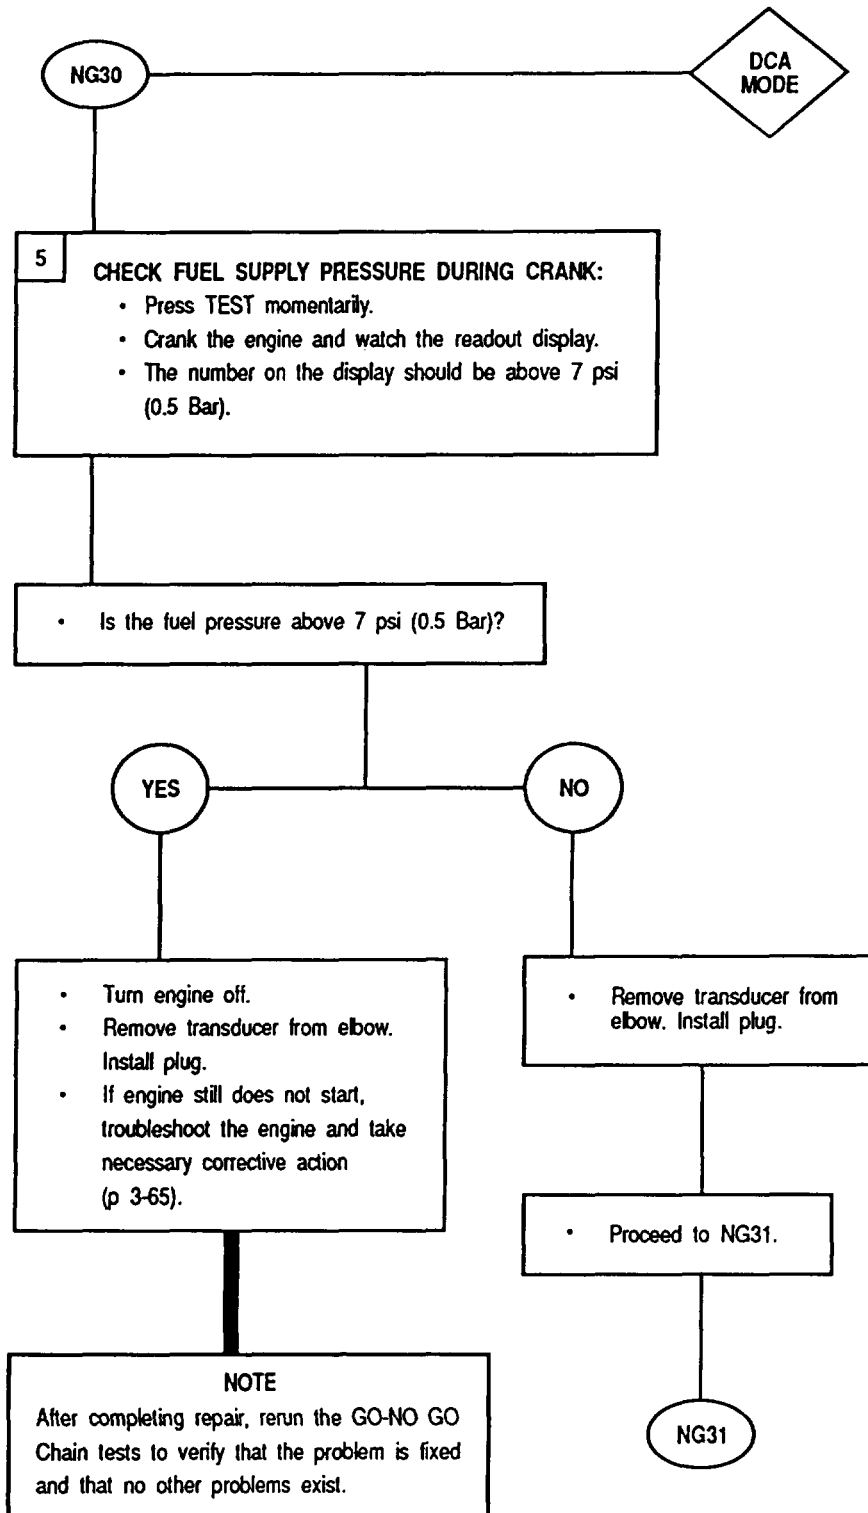 NG30
DCA
MODE
5
CHECK FUEL SUPPLY PRESSURE DURING CRANK:
• Press TEST momentarily.
• Crank the engine and watch the readout display.
• The number on the display should be above 7 psi
(0.5 Bar).
• Is the fuel pressure above 7 psi (0.5 Bar)?
YES
NO
• Turn engine off.
• Remove transducer from elbow.
Install plug.
• If engine still does not start,
troubleshoot the engine and take
necessary corrective action
(p 3-65).
• Remove transducer from
elbow. Install plug.
• Proceed to NG31.
NOTE
After completing repair, rerun the GO-NO GO
Chain tests to verify that the problem is fixed
and that no other problems exist.
NG31